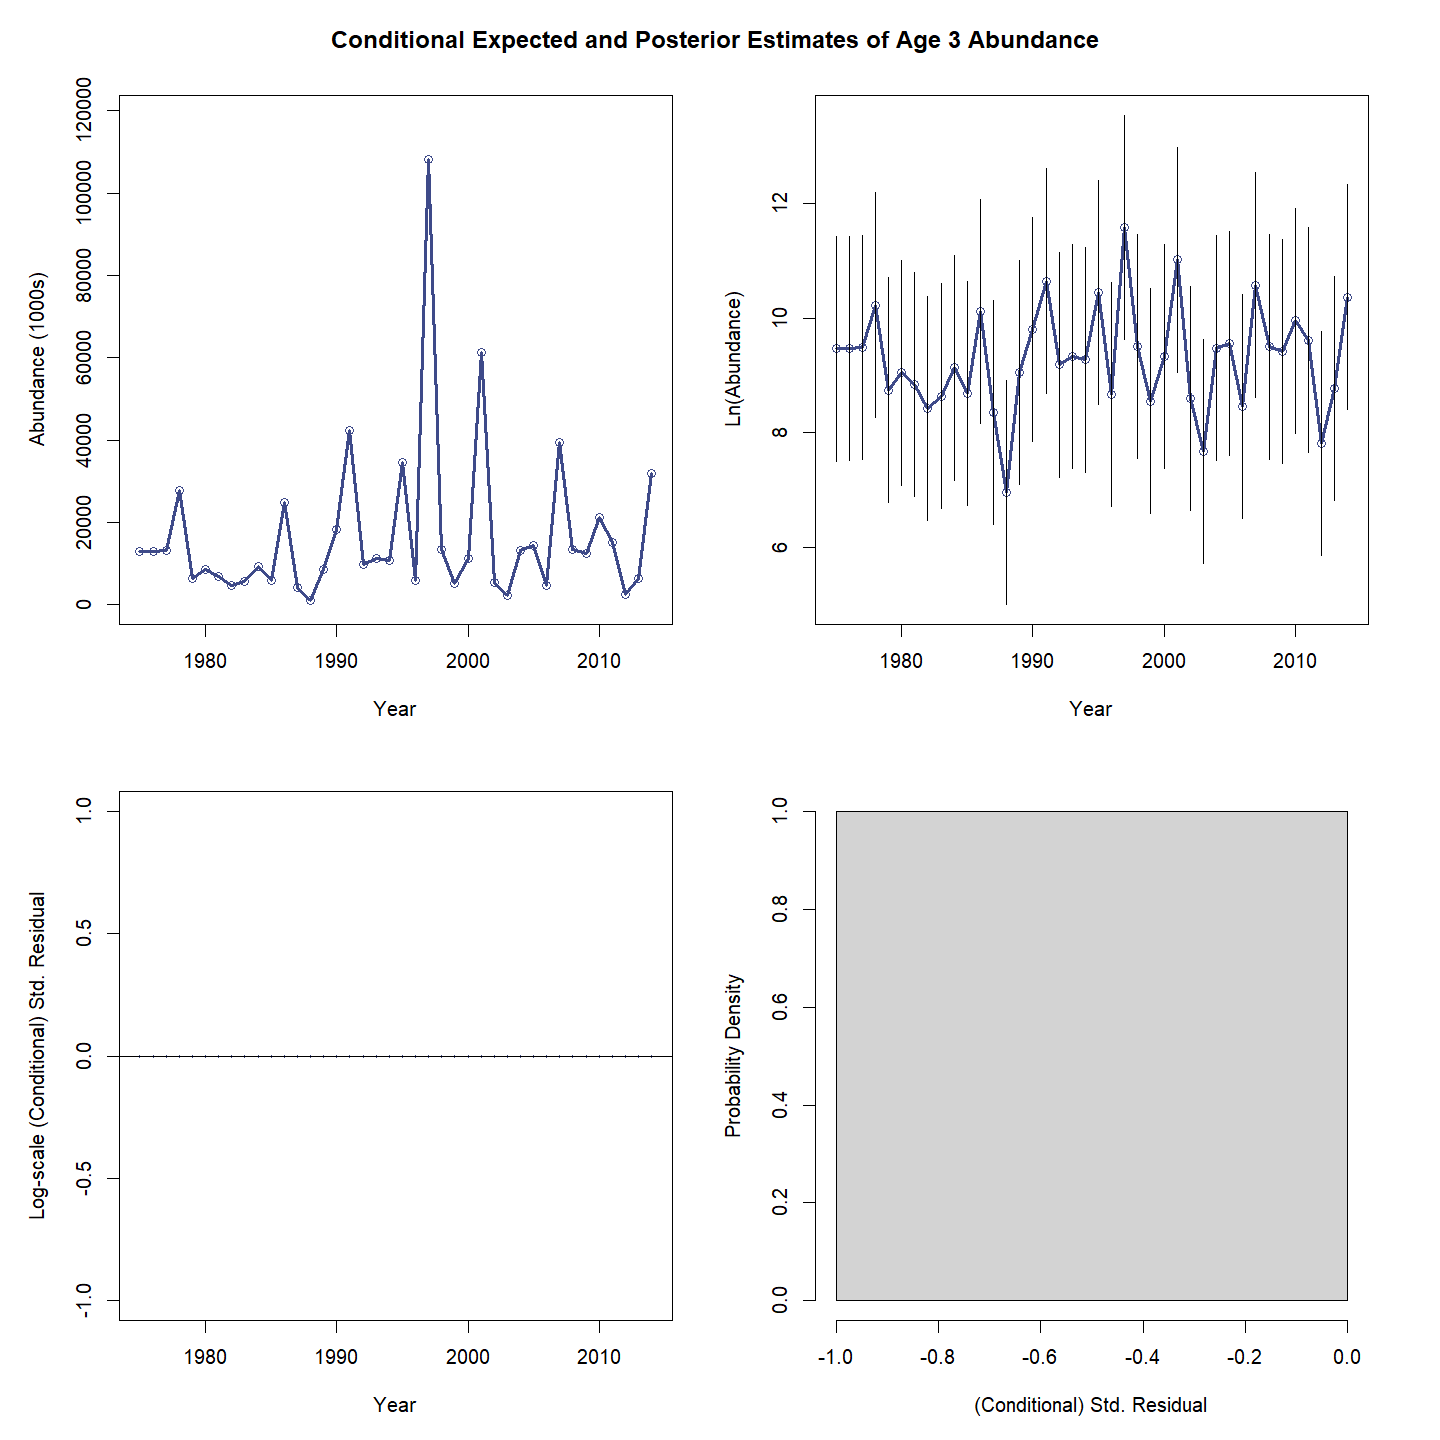 Conditional Expected and Posterior Estimates of Age 3 Abundance
Abundance (1000s)
120000
100000
80000
60000
40000
20000
0
1980 1990 2000 2010
Year
Ln(Abundance)
12
10
8
6
1980 1990 2000 2010
Year
Log-scale (Conditional) Std. Residual
1.0
0.5
0.0
-0.5
-1.0
1980 1990 2000 2010
Year
Probability Density
1.0
0.8
0.6
0.4
0.2
0.0
-1.0 -0.8 -0.6 -0.4 -0.2 0.0
(Conditional) Std. Residual